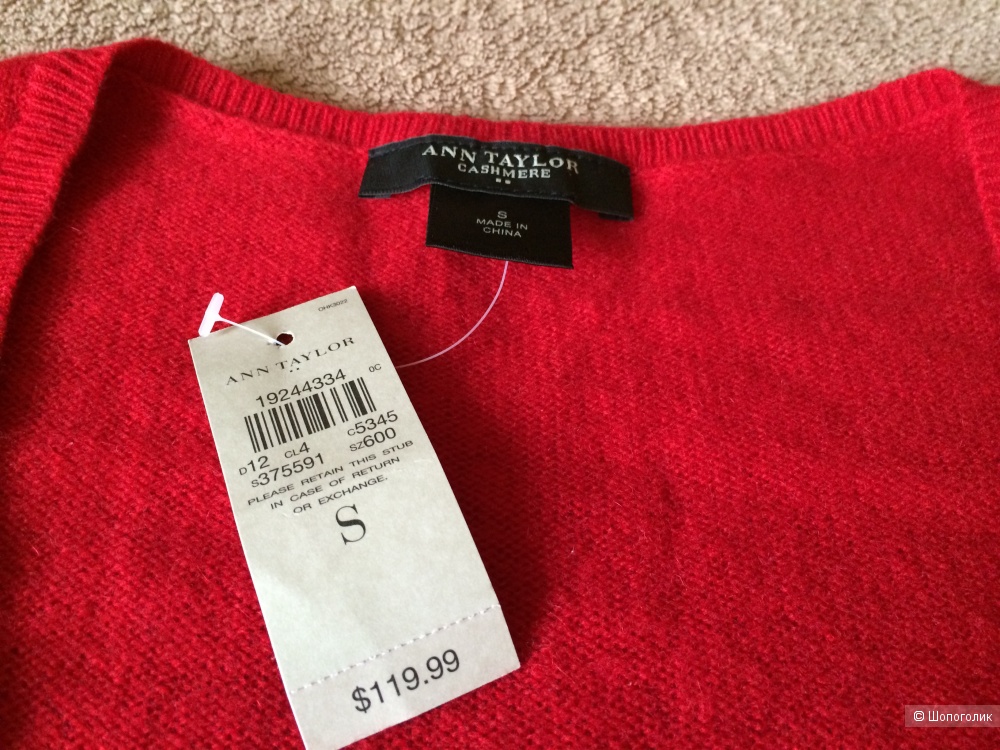 ANN TAYLOR
CASHMERE
S
MADE IN
CHINA
OHK3022
ANN TAYLOR
19244334 0C
D12 CL4 C5345
S375591 SZ600
PLEASE RETAIN THIS STUB
IN CASE OF RETURN
OR EXCHANGE.
S
$119.99
© Шопоголик